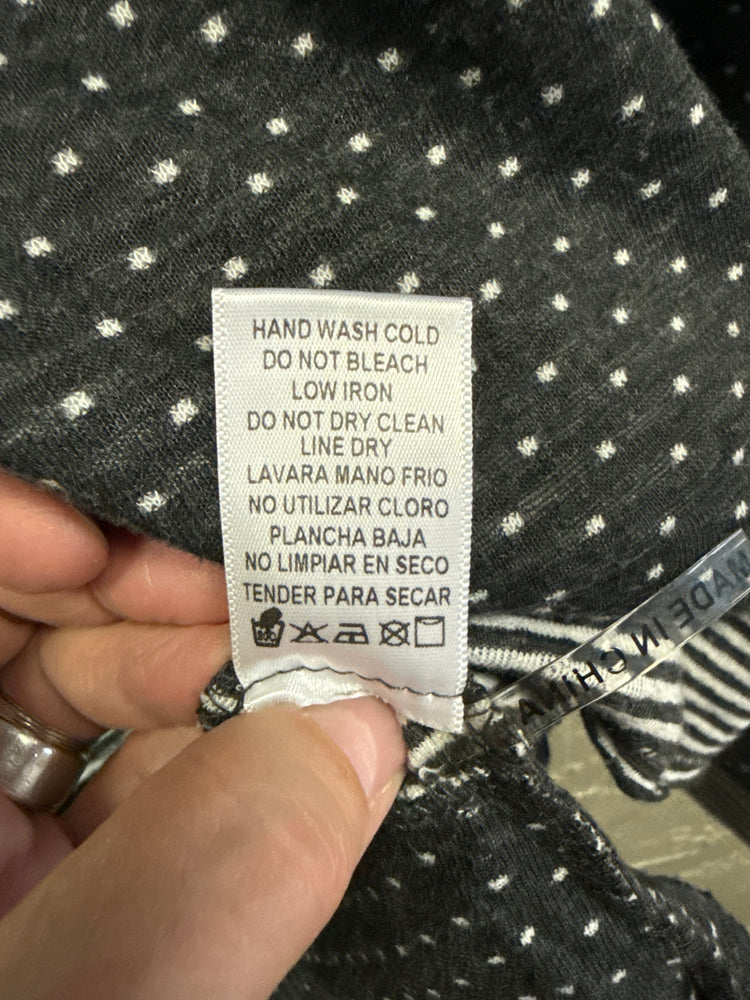 HAND WASH COLD
DO NOT BLEACH
LOW IRON
DO NOT DRY CLEAN
LINE DRY
LAVARA MANO FRIO
NO UTILIZAR CLORO
PLANCHA BAJA
NO LIMPIAR EN SECO
TENDER PARA SECAR
MADE IN CHINA